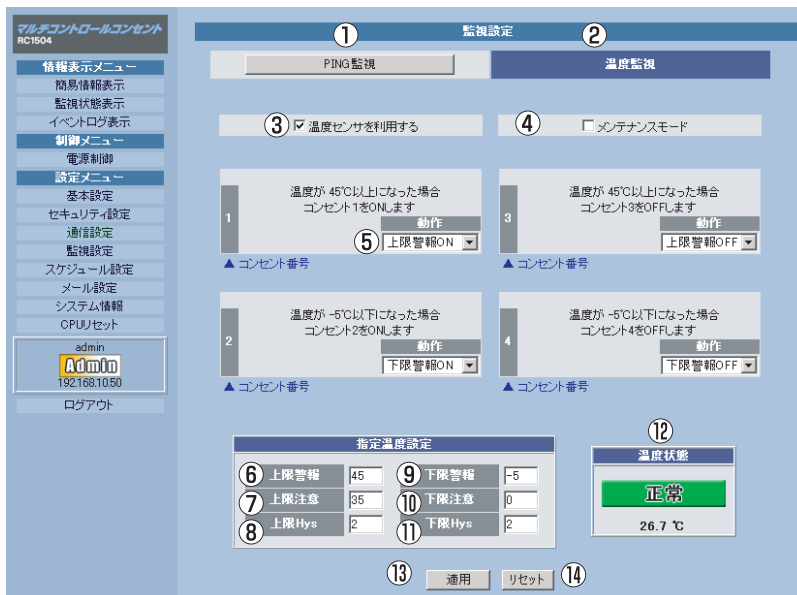 マルチコントロールコンセント
RC1504
情報表示メニュー
簡易情報表示
監視状態表示
イベントログ表示
制御メニュー
電源制御
設定メニュー
基本設定
セキュリティ設定
通信設定
監視設定
スケジュール設定
メール設定
システム情報
CPUリセット
admin
Admin
192.168.10.50
ログアウト
監視設定
① ②
PING監視 温度監視
③ 温度センサを利用する ④ メンテナンスモード
1
温度が 45℃以上になった場合
コンセント1をONします
動作
⑤ 上限警報ON
▲ コンセント番号
3
温度が 45℃以上になった場合
コンセント3をOFFします
動作
上限警報OFF
▲ コンセント番号
2
温度が -5℃以下になった場合
コンセント2をONします
動作
下限警報ON
▲ コンセント番号
4
温度が -5℃以下になった場合
コンセント4をOFFします
動作
下限警報OFF
▲ コンセント番号
指定温度設定
⑥ 上限警報 45 ⑨ 下限警報 -5
⑦ 上限注意 35 ⑩ 下限注意 0
⑧ 上限Hys 2 ⑪ 下限Hys 2
⑫
温度状態
正常
26.7 ℃
⑬ 適用 リセット ⑭